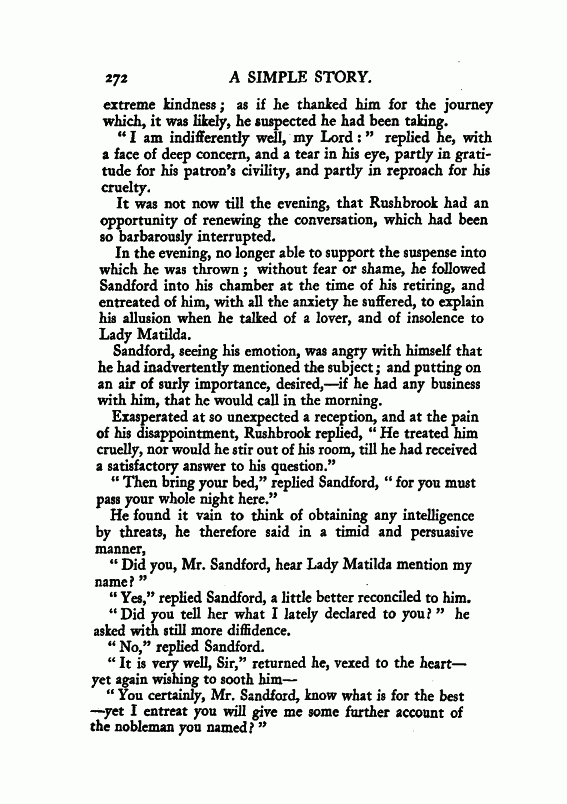 272 A SIMPLE STORY.
extreme kindness; as if he thanked him for the journey
which, it was likely, he suspected he had been taking.
“I am indifferently well, my Lord:” replied he, with
a face of deep concern, and a tear in his eye, partly in grati-
tude for his patron's civility, and partly in reproach for his
cruelty.
It was not now till the evening, that Rushbrook had an
opportunity of renewing the conversation, which had been
so barbarously interrupted.
In the evening, no longer able to support the suspense into
which he was thrown; without fear or shame, he followed
Sandford into his chamber at the time of his retiring, and
entreated of him, with all the anxiety he suffered, to explain
his allusion when he talked of a lover, and of insolence to
Lady Matilda.
Sandford, seeing his emotion, was angry with himself that
he had inadvertently mentioned the subject; and putting on
an air of surly importance, desired,—if he had any business
with him, that he would call in the morning.
Exasperated at so unexpected a reception, and at the pain
of his disappointment, Rushbrook replied, “He treated him
cruelly, nor would he stir out of his room, till he had received
a satisfactory answer to his question.”
“Then bring your bed,” replied Sandford, “for you must
pass your whole night here.”
He found it vain to think of obtaining any intelligence
by threats, he therefore said in a timid and persuasive
manner,
“Did you, Mr. Sandford, hear Lady Matilda mention my
name?”
“Yes,” replied Sandford, a little better reconciled to him.
“Did you tell her what I lately declared to you?” he
asked with still more diffidence.
“No,” replied Sandford.
“It is very well, Sir,” returned he, vexed to the heart—
yet again wishing to sooth him—
“You certainly, Mr. Sandford, know what is for the best
—yet I entreat you will give me some further account of
the nobleman you named?”